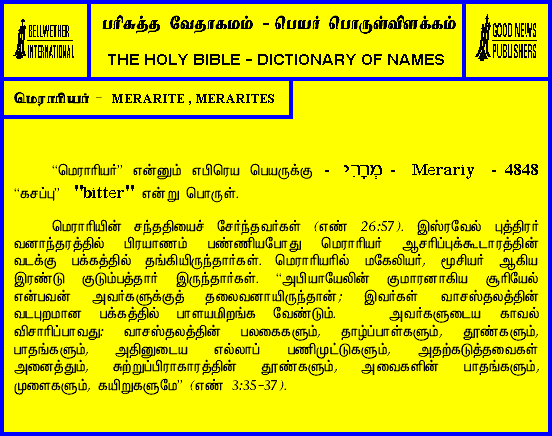 BELLWETHER
INTERNATIONAL
பரிசுத்த வேதாகமம் - பெயர் பொருள்விளக்கம்
THE HOLY BIBLE - DICTIONARY OF NAMES
GOOD NEWS
PUBLISHERS
மெராரியர் - MERARITE , MERARITES
“மெராரியர்” என்னும் எபிரெய பெயருக்கு - מְרָרִי - Merariy - 4848
“கசப்பு” "bitter" என்று பொருள்.
மெராரியின் சந்ததியைச் சேர்ந்தவர்கள் (எண் 26:57). இஸ்ரவேல் புத்திரர்
வனாந்தரத்தில் பிரயாணம் பண்ணியபோது மெராரியர் ஆசரிப்புக்கூடாரத்தின்
வடக்கு பக்கத்தில் தங்கியிருந்தார்கள். மெராரியரில் மகேலியர், மூசியர் ஆகிய
இரண்டு குடும்பத்தார் இருந்தார்கள். “அபியாயேலின் குமாரனாகிய சூரியேல்
என்பவன் அவர்களுக்குத் தலைவனாயிருந்தான்; இவர்கள் வாசஸ்தலத்தின்
வடபுறமான பக்கத்தில் பாளயமிறங்க வேண்டும். அவர்களுடைய காவல்
விசாரிப்பாவது: வாசஸ்தலத்தின் பலகைகளும், தாழ்ப்பாள்களும், தூண்களும்,
பாதங்களும், அதினுடைய எல்லாப் பணிமுட்டுகளும், அதற்கடுத்தவைகள்
அனைத்தும், சுற்றுப்பிராகாரத்தின் தூண்களும், அவைகளின் பாதங்களும்,
முளைகளும், கயிறுகளுமே” (எண் 3:35-37).